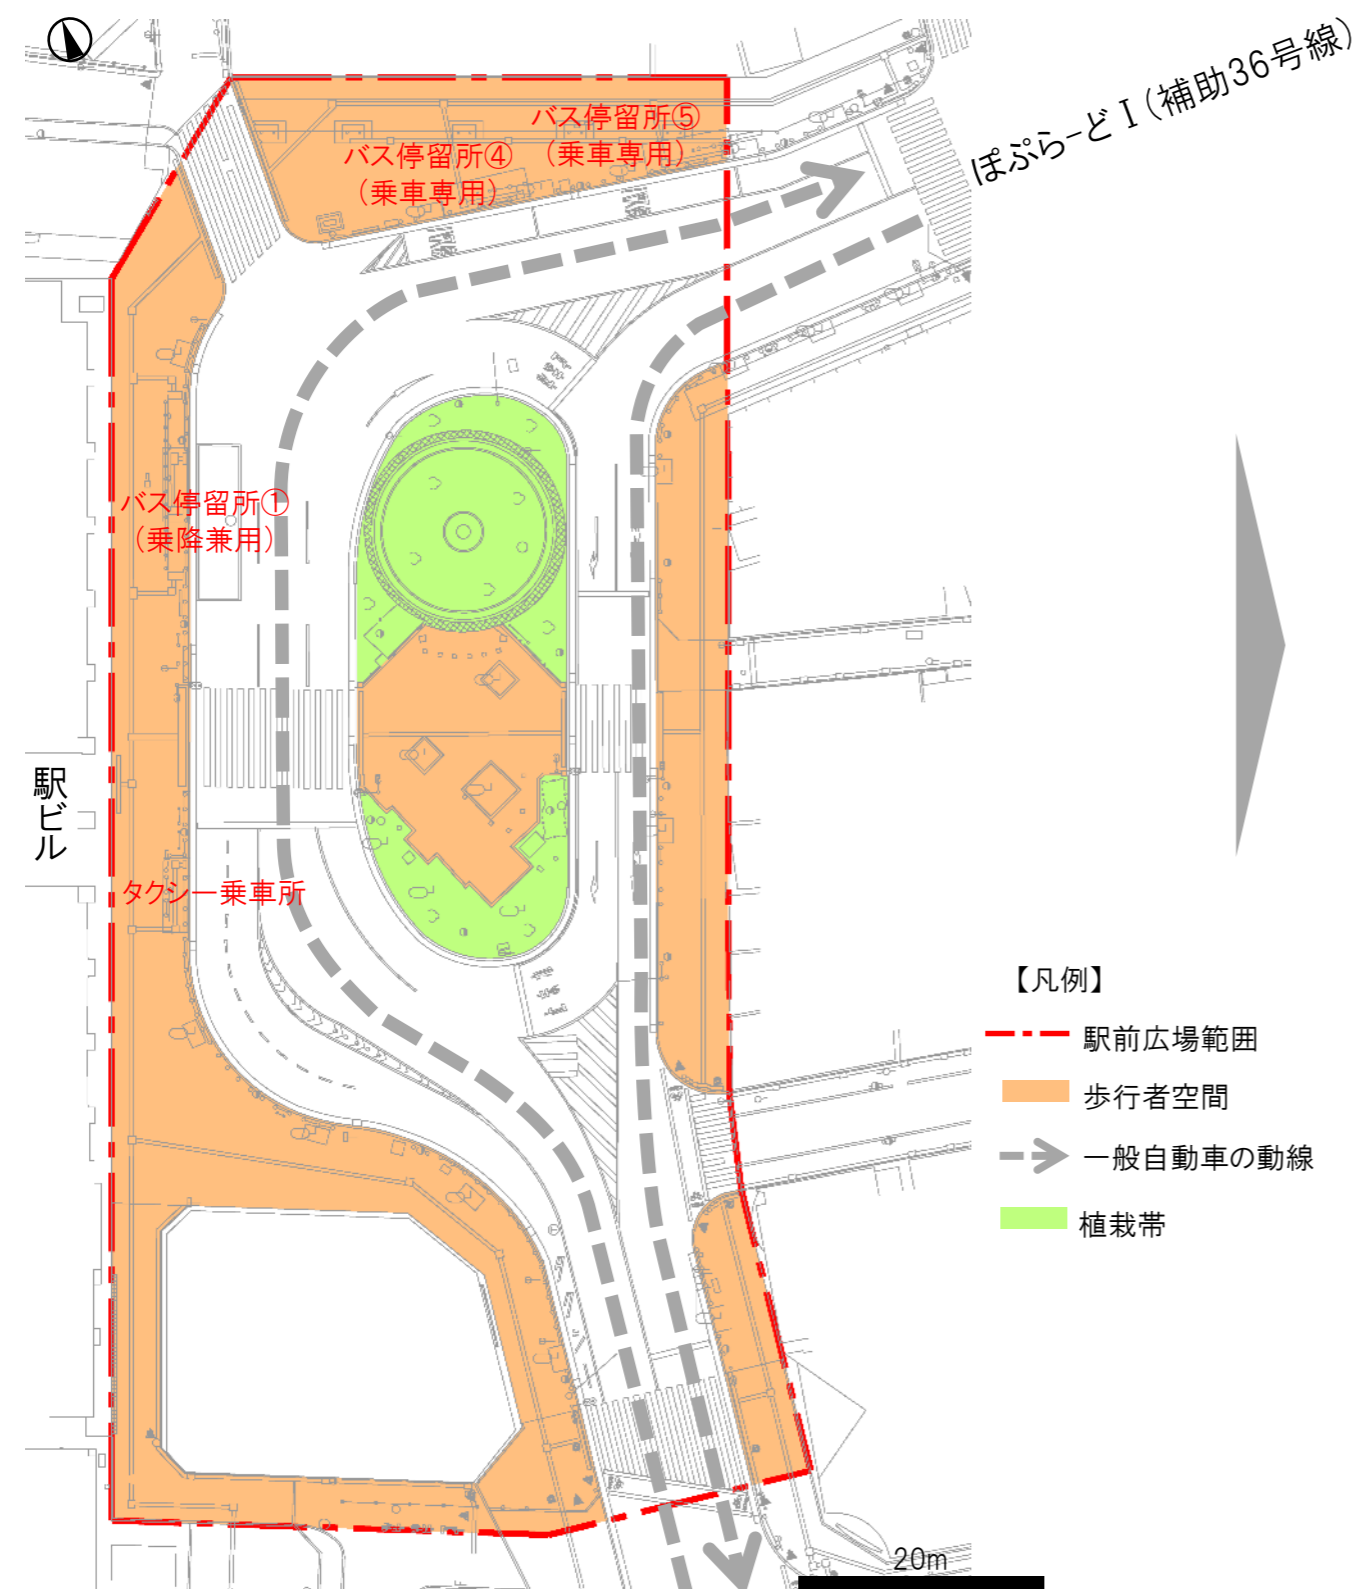 ぽぷらーどⅠ（補助36号線）
バス停留所⑤
（乗車専用）
バス停留所④
（乗車専用）
バス停留所①
（乗降兼用）
駅ビル
タクシー乗車所
【凡例】
駅前広場範囲
歩行者空間
一般自動車の動線
植栽帯
20m